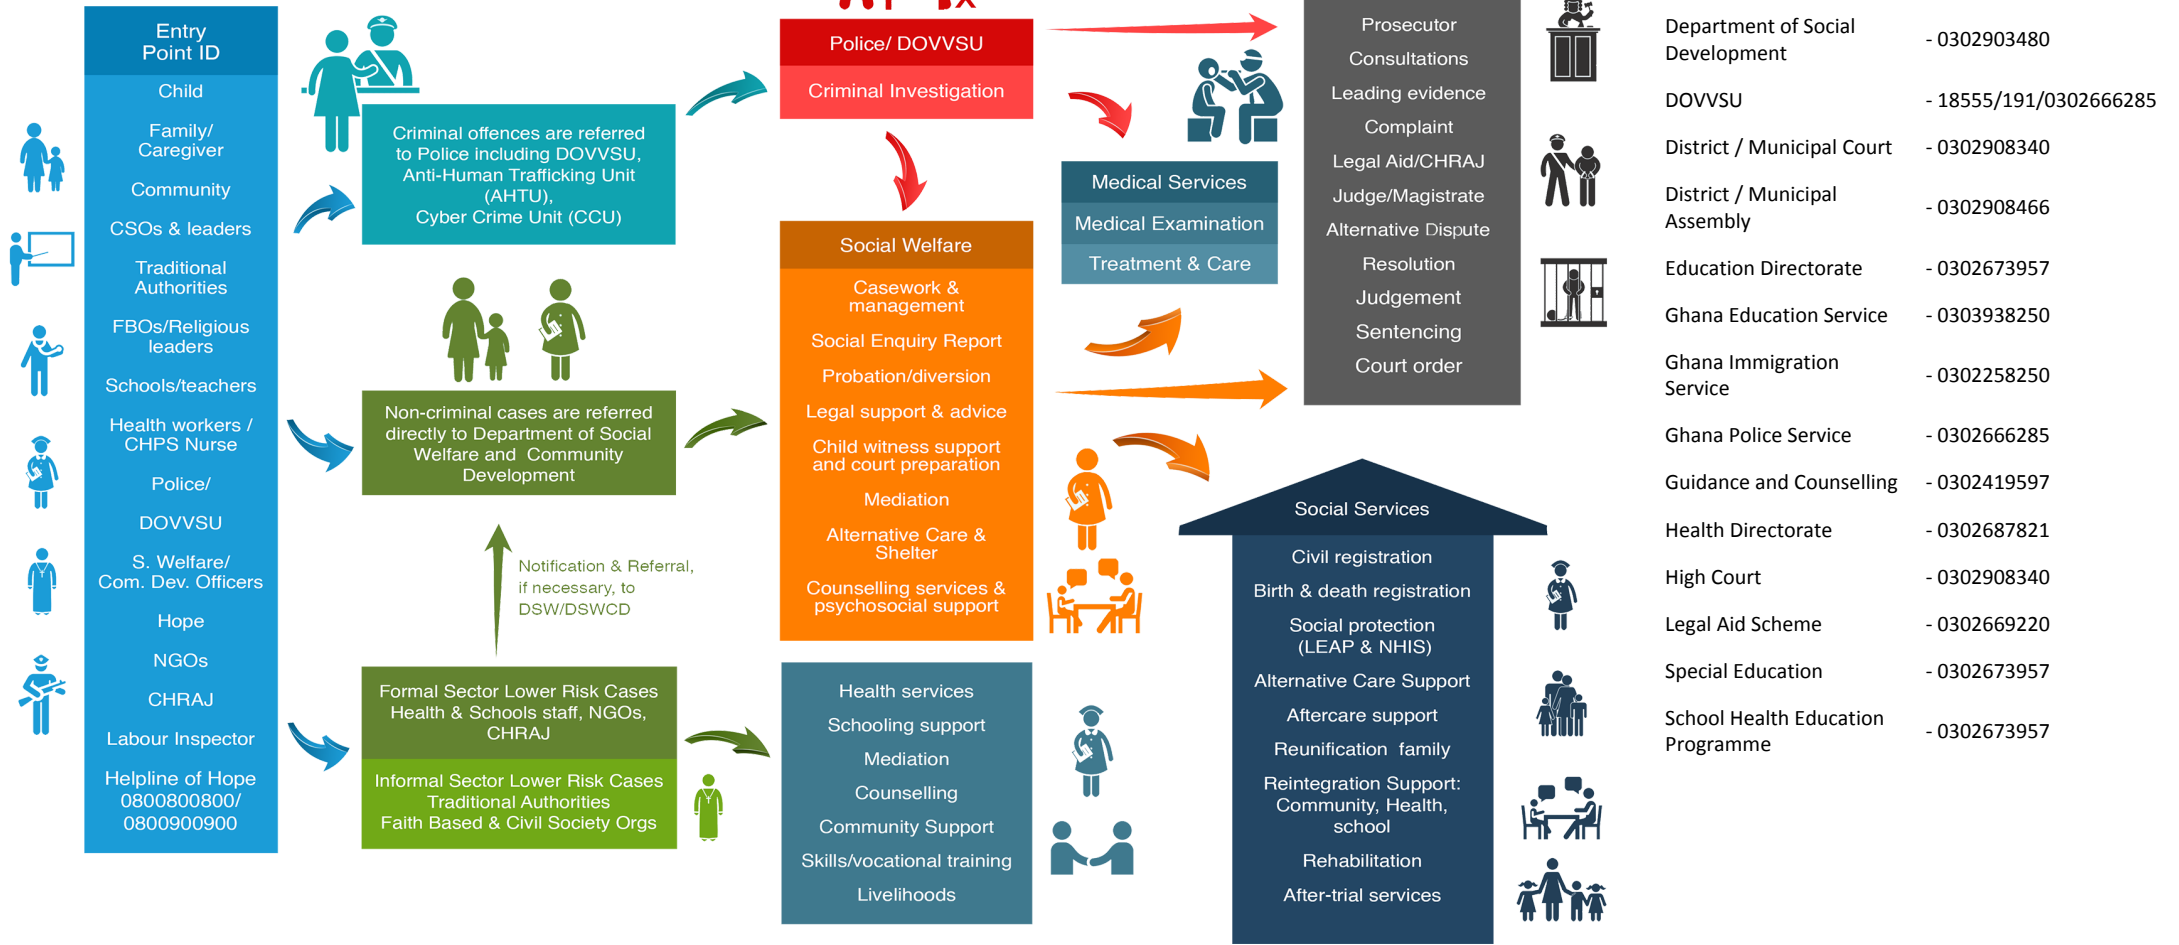 Entry
Point ID
Child
Family/
Caregiver
Community
CSOs & leaders
Traditional
Authorities
FBOs/Religious
leaders
Schools/teachers
Health workers /
CHPS Nurse
Police/
DOVVSU
S. Welfare/
Com. Dev. Officers
Hope
NGOs
CHRAJ
Labour Inspector
Helpline of Hope
0800800800/
0800900900
Criminal offences are referred
to Police including DOVVSU,
Anti-Human Trafficking Unit
(AHTU),
Cyber Crime Unit (CCU)
Non-criminal cases are referred
directly to Department of Social
Welfare and Community
Development
Notification & Referral,
if necessary, to
DSW/DSWCD
Formal Sector Lower Risk Cases
Health & Schools staff, NGOs,
CHRAJ
Informal Sector Lower Risk Cases
Traditional Authorities
Faith Based & Civil Society Orgs
Police/ DOVVSU
Criminal Investigation
Social Welfare
Casework &
management
Social Enquiry Report
Probation/diversion
Legal support & advice
Child witness support
and court preparation
Mediation
Alternative Care &
Shelter
Counselling services &
psychosocial support
Health services
Schooling support
Mediation
Counselling
Community Support
Skills/vocational training
Livelihoods
Medical Services
Medical Examination
Treatment & Care
Prosecutor
Consultations
Leading evidence
Complaint
Legal Aid/CHRAJ
Judge/Magistrate
Alternative Dispute
Resolution
Judgement
Sentencing
Court order
Social Services
Civil registration
Birth & death registration
Social protection
(LEAP & NHIS)
Alternative Care Support
Aftercare support
Reunification family
Reintegration Support:
Community, Health,
school
Rehabilitation
After-trial services
Department of Social
Development - 0302903480
DOVVSU - 18555/191/0302666285
District / Municipal Court - 0302908340
District / Municipal
Assembly - 0302908466
Education Directorate - 0302673957
Ghana Education Service - 0303938250
Ghana Immigration
Service - 0302258250
Ghana Police Service - 0302666285
Guidance and Counselling - 0302419597
Health Directorate - 0302687821
High Court - 0302908340
Legal Aid Scheme - 0302669220
Special Education - 0302673957
School Health Education
Programme - 0302673957